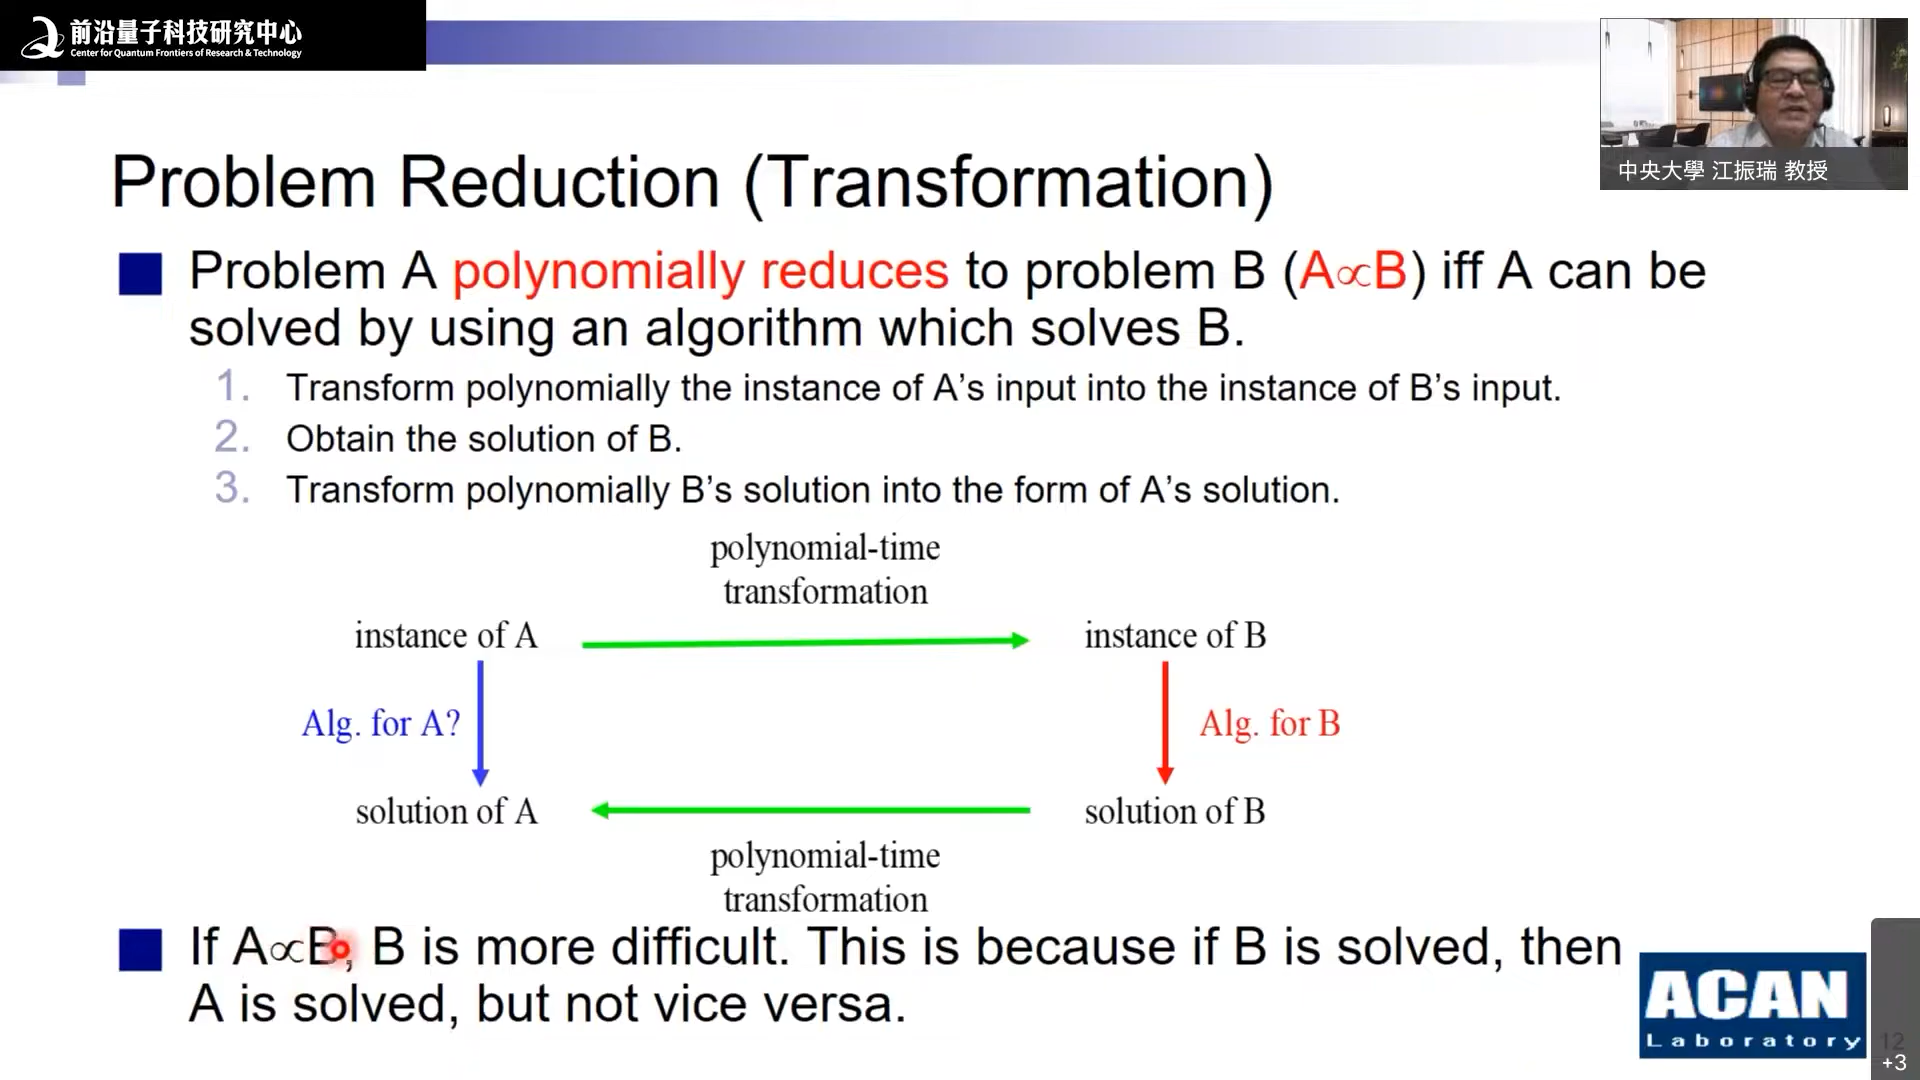 前沿量子科技研究中心
Center for Quantum Frontiers of Research & Technology
中央大學 江振瑞 教授
Problem Reduction (Transformation)
Problem A polynomially reduces to problem B (A∝B) iff A can be
solved by using an algorithm which solves B.
1. Transform polynomially the instance of A’s input into the instance of B’s input.
2. Obtain the solution of B.
3. Transform polynomially B’s solution into the form of A’s solution.
polynomial-time
transformation
instance of A
instance of B
Alg. for A?
Alg. for B
solution of A
solution of B
polynomial-time
transformation
If A∝B, B is more difficult. This is because if B is solved, then
A is solved, but not vice versa.
ACAN
Laboratory
12
+3